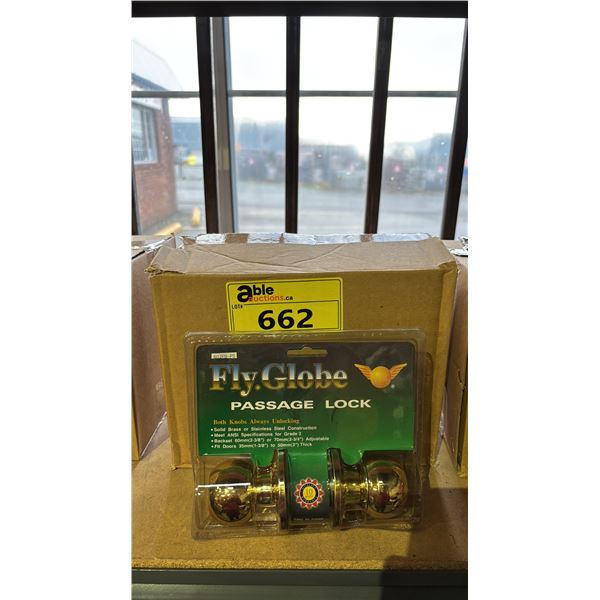 able
auctions.ca
LOT#
662
Fly.Globe
PASSAGE LOCK
Both Knobs Always Unlocking
• Solid Brass or Stainless Steel Construction
• Meet ANSI Specifications for Grade 3
• Backset 60mm(2-3/8") or 70mm(2-3/4") Adjustable
• Fit Doors 35mm(1-3/8") to 50mm(2") Thick